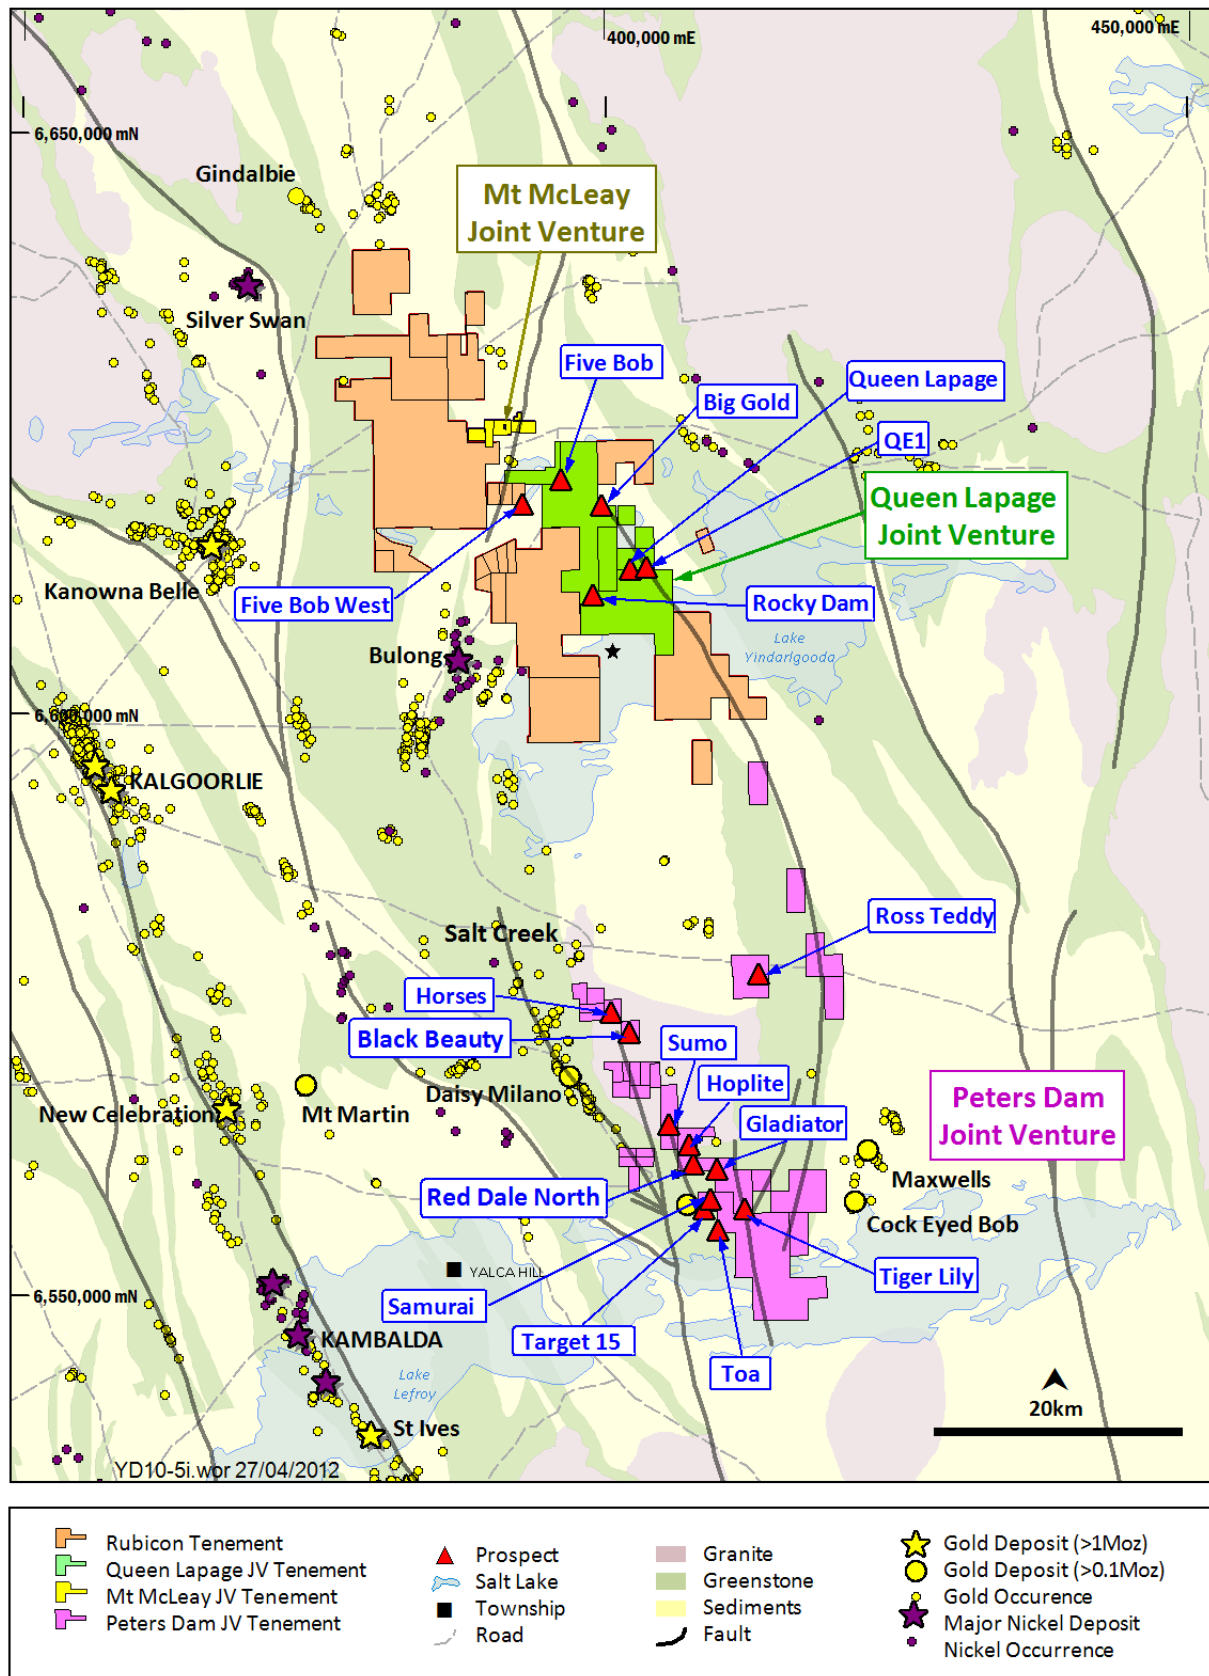 400,000 mE
450,000 mE
6,650,000 mN
Gindalbie
Mt McLeay
Joint Venture
Silver Swan
Five Bob
Queen Lapage
Big Gold
QE1
Queen Lapage
Joint Venture
Kanowna Belle
Five Bob West
Rocky Dam
Lake
Yindarlgooda
Bulong
6,600,000 mN
KALGOORLIE
Ross Teddy
Salt Creek
Horses
Black Beauty
Sumo
Hoplite
Daisy Milano
Peters Dam
Joint Venture
New Celebration
Mt Martin
Gladiator
Maxwells
Red Dale North
Cock Eyed Bob
YALCA HILL
Tiger Lily
6,550,000 mN
Samurai
Target 15
KAMBALDA
Toa
Lake
Lefroy
20km
St Ives
YD10-5i.wor 27/04/2012
Rubicon Tenement
Queen Lapage JV Tenement
Mt McLeay JV Tenement
Peters Dam JV Tenement
Prospect
Salt Lake
Township
Road
Granite
Greenstone
Sediments
Fault
Gold Deposit (>1Moz)
Gold Deposit (>0.1Moz)
Gold Occurence
Major Nickel Deposit
Nickel Occurrence